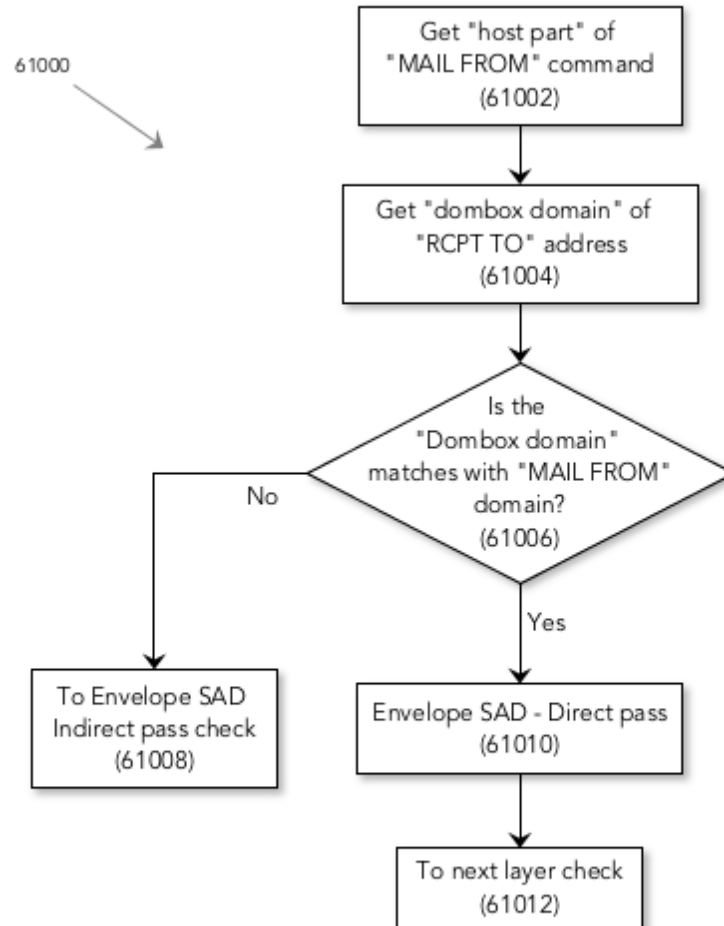 Get "host part" of
"MAIL FROM" command
(61002)
61000
Get "dombox domain" of
"RCPT TO" address
(61004)
Is the
"Dombox domain"
matches with "MAIL FROM"
domain?
(61006)
No
Yes
To Envelope SAD
Indirect pass check
(61008)
Envelope SAD - Direct pass
(61010)
To next layer check
(61012)